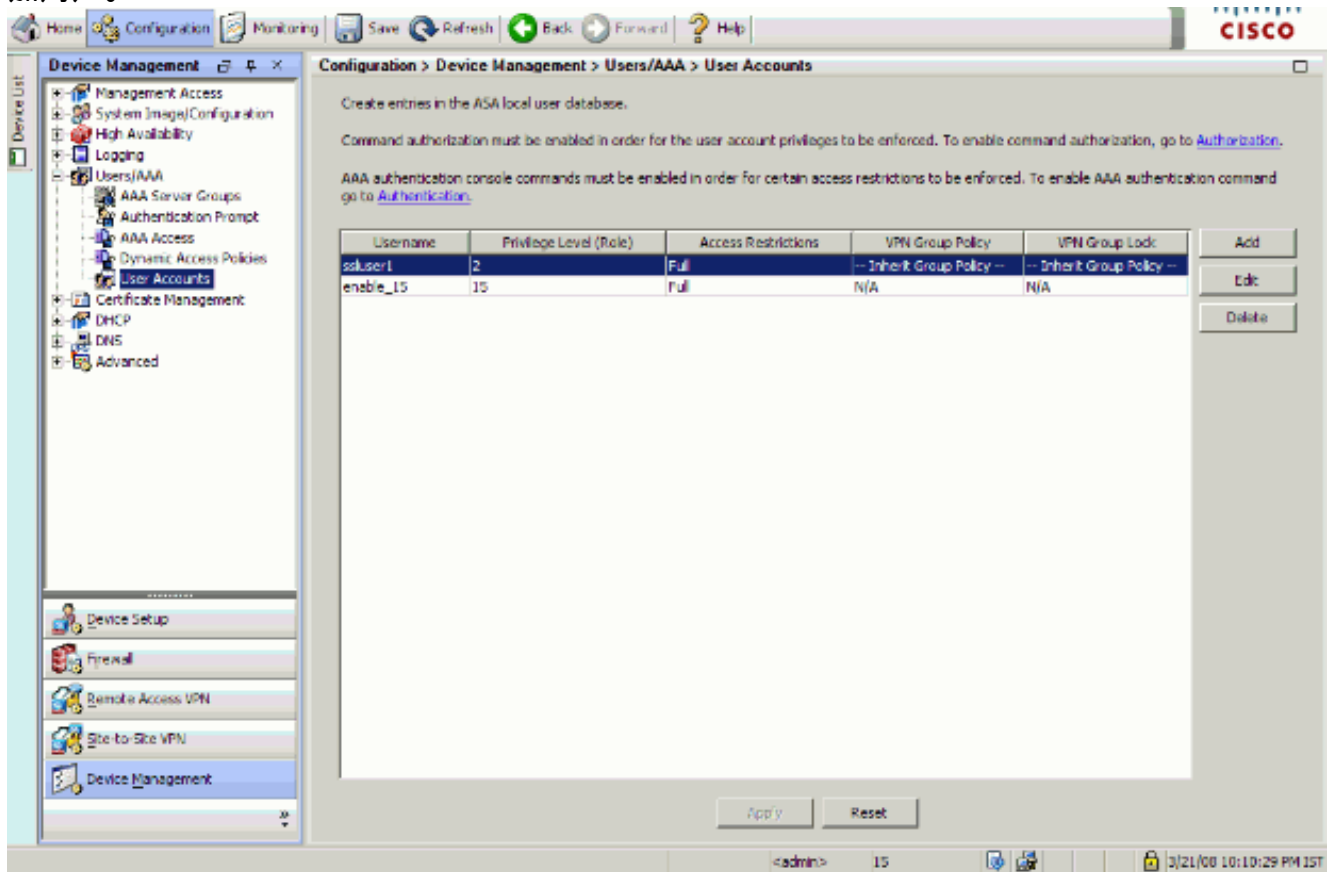 Home Configuration Monitoring Save Refresh Back Forward Help
CISCO
Device List
Device Management
Management Access
System Image/Configuration
High Availability
Logging
Users/AAA
AAA Server Groups
Authentication Prompt
AAA Access
Dynamic Access Policies
User Accounts
Certificate Management
DHCP
DNS
Advanced
Device Setup
Firewall
Remote Access VPN
Site-to-Site VPN
Device Management
Configuration > Device Management > Users/AAA > User Accounts
Create entries in the ASA local user database.
Command authorization must be enabled in order for the user account privileges to be enforced. To enable command authorization, go to Authorization.
AAA authentication console commands must be enabled in order for certain access restrictions to be enforced. To enable AAA authentication command
go to Authentication.
Username Privilege Level (Role) Access Restrictions VPN Group Policy VPN Group Lock
ssluser1 2 Full -- Inherit Group Policy -- -- Inherit Group Policy --
enable_15 15 Full N/A N/A
Add
Edit
Delete
Apply Reset
<admin> 15 3/21/08 10:10:29 PM IST